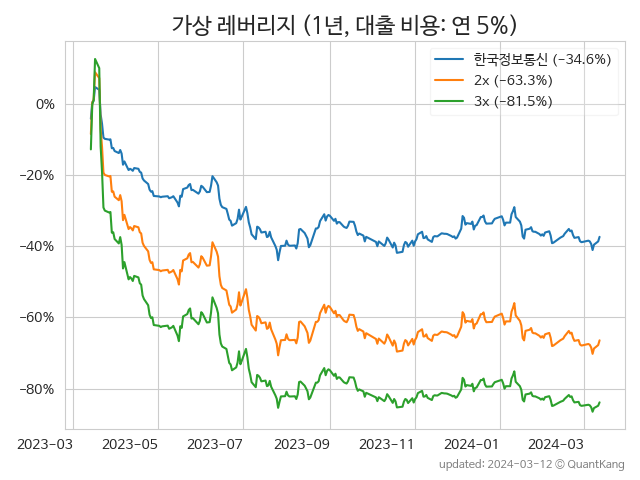 가상 레버리지 (1년, 대출 비용: 연 5%)
한국정보통신 (−34.6%)
2x (−63.3%)
3x (−81.5%)
0%
−20%
−40%
−60%
−80%
2023-03 2023-05 2023-07 2023-09 2023-11 2024-01 2024-03
updated: 2024-03-12 © QuantKang